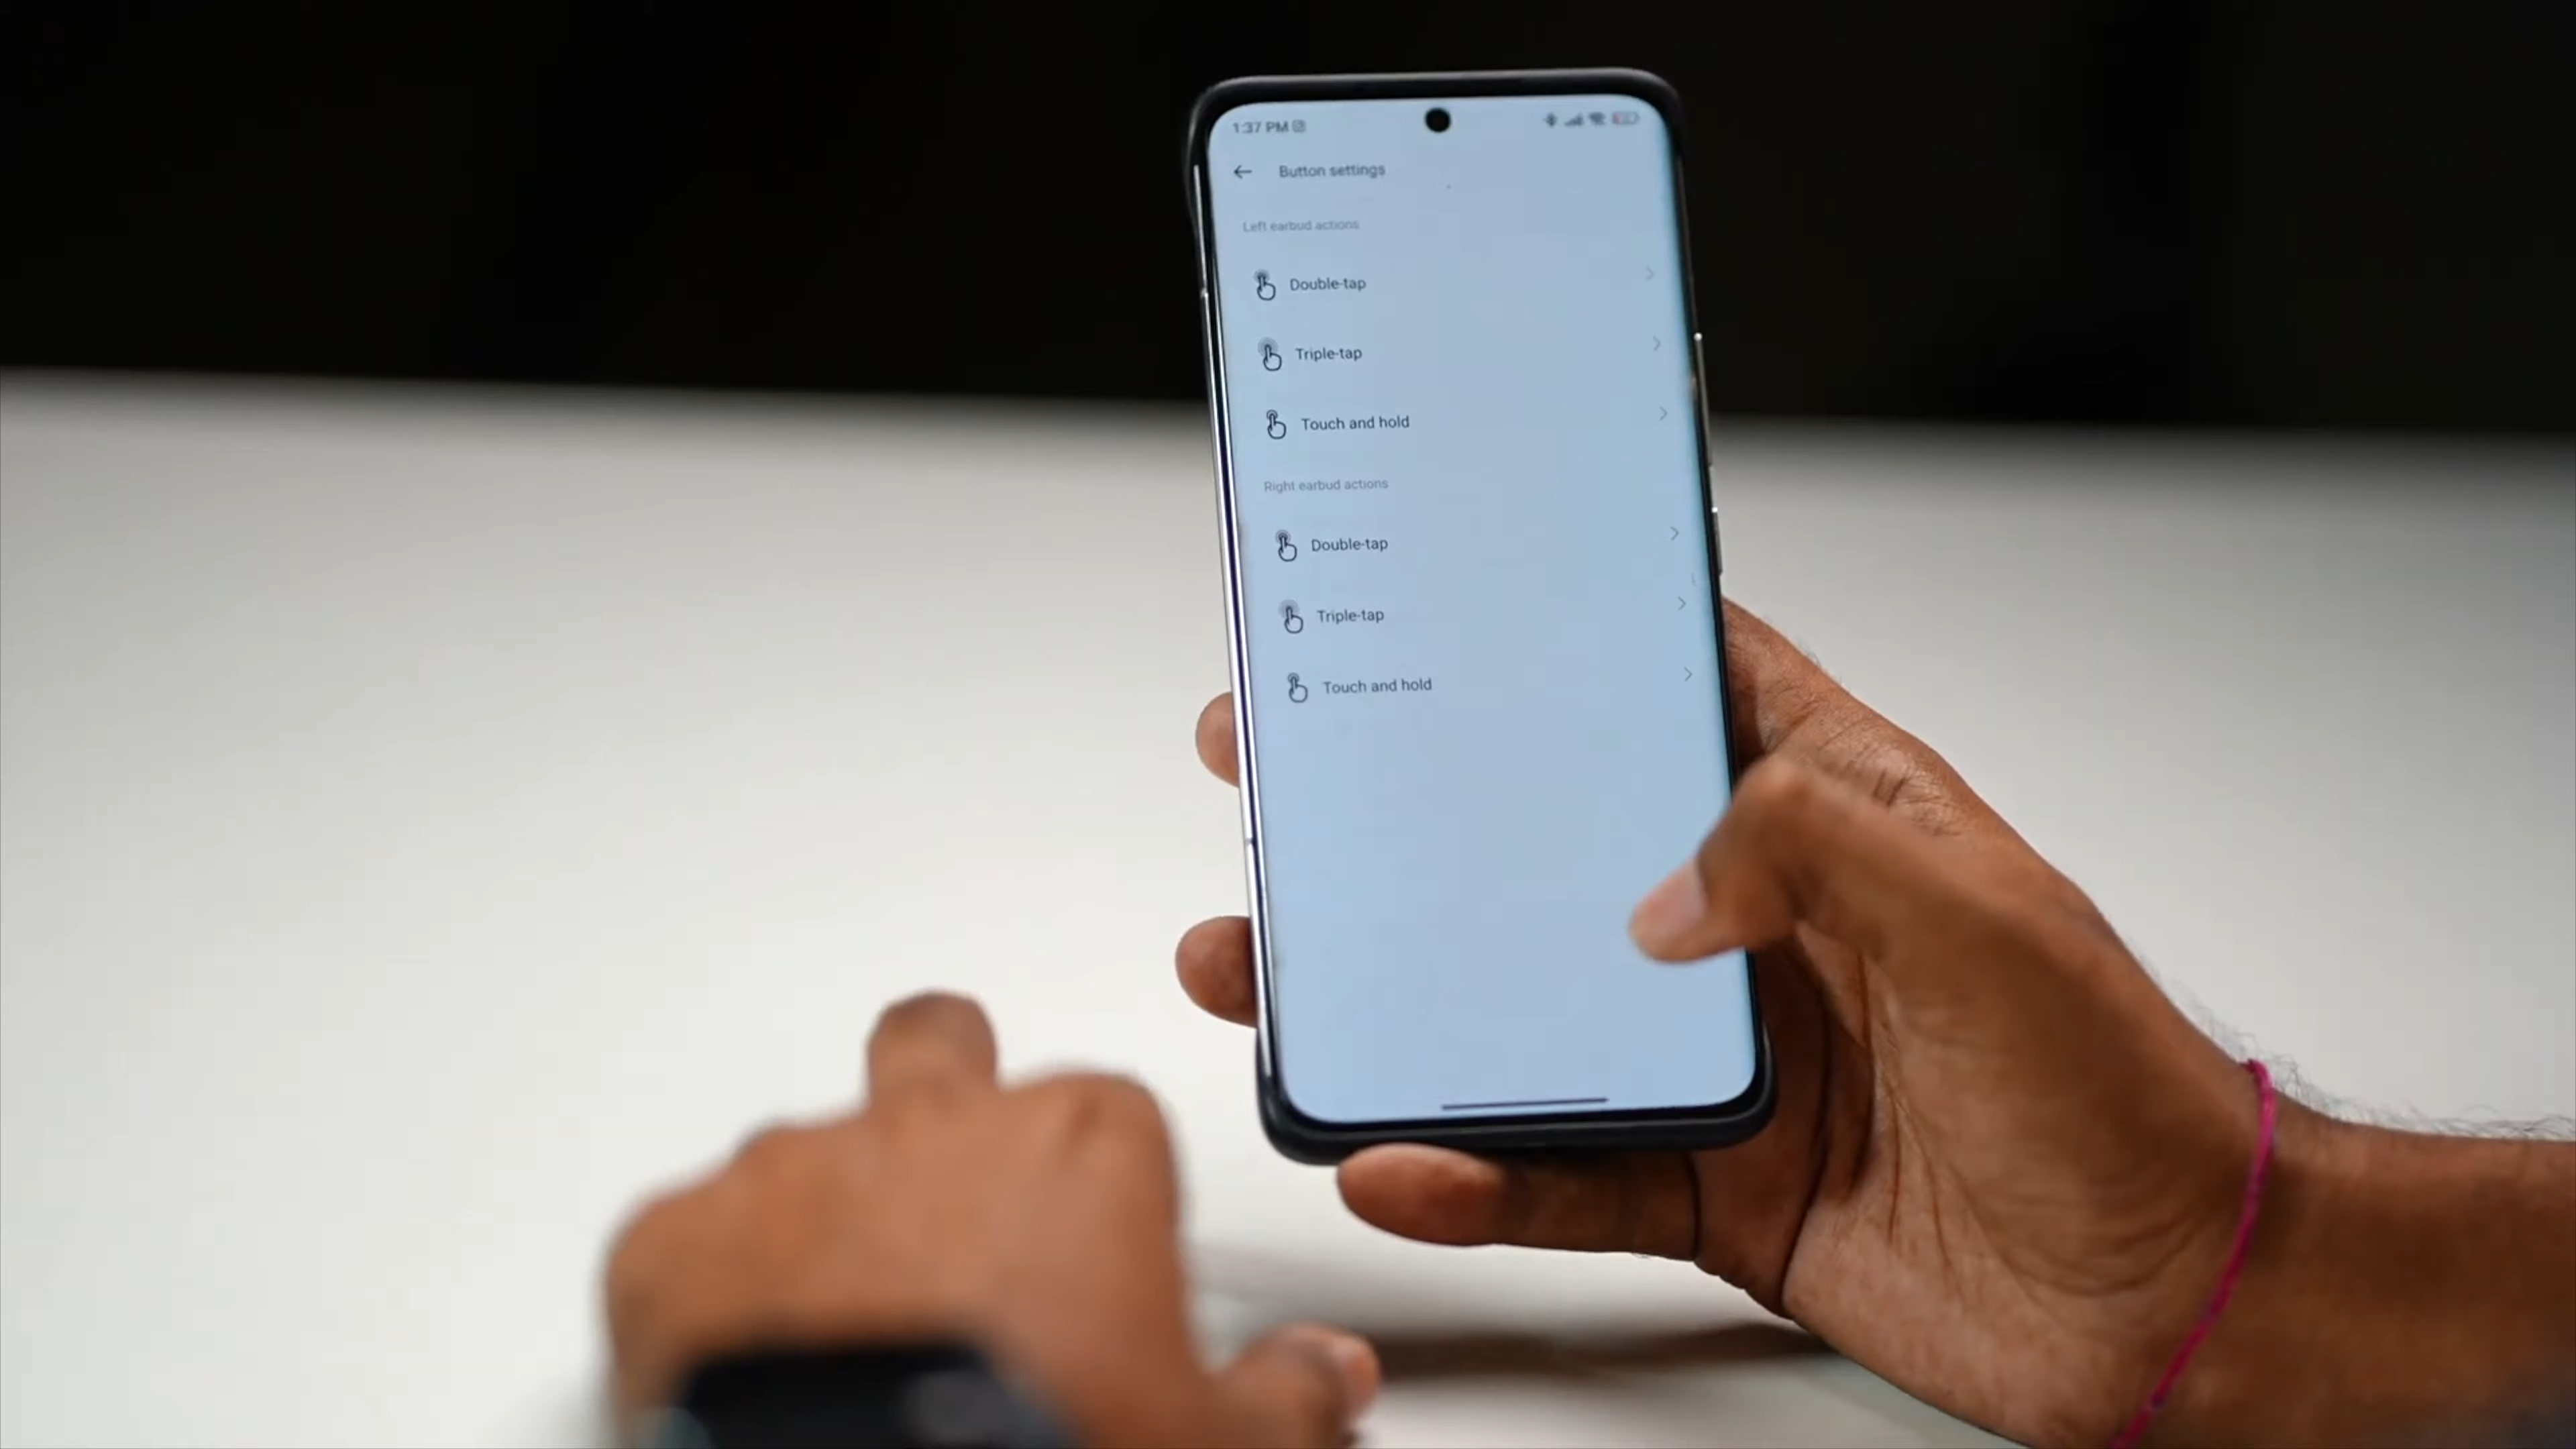 1:37 PM
Button settings
Left earbud actions
Double-tap
Triple-tap
Touch and hold
Right earbud actions
Double-tap
Triple-tap
Touch and hold